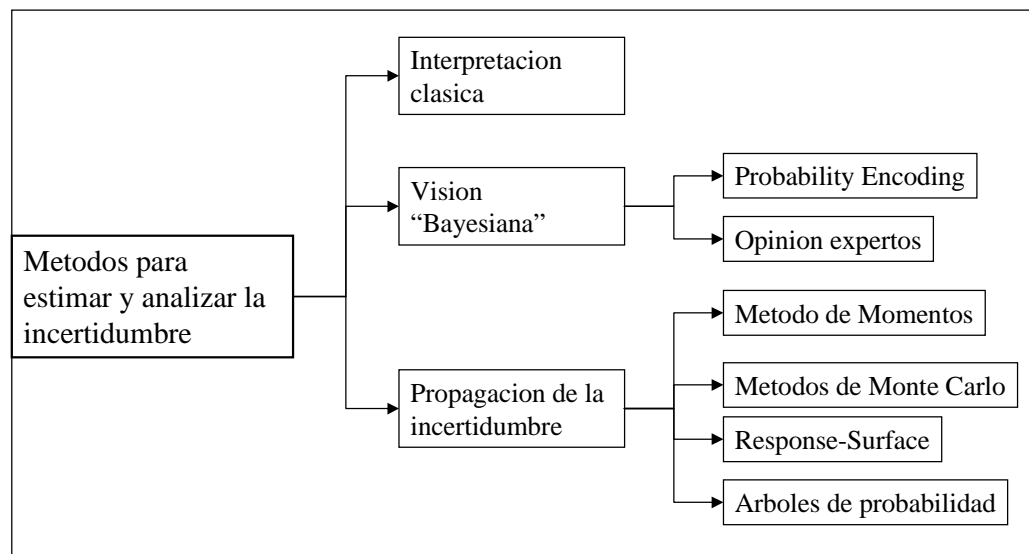 Metodos para
estimar y analizar la
incertidumbre
Interpretacion
clasica
Vision
“Bayesiana”
Probability Encoding
Opinion expertos
Propagacion de la
incertidumbre
Metodo de Momentos
Metodos de Monte Carlo
Response-Surface
Arboles de probabilidad